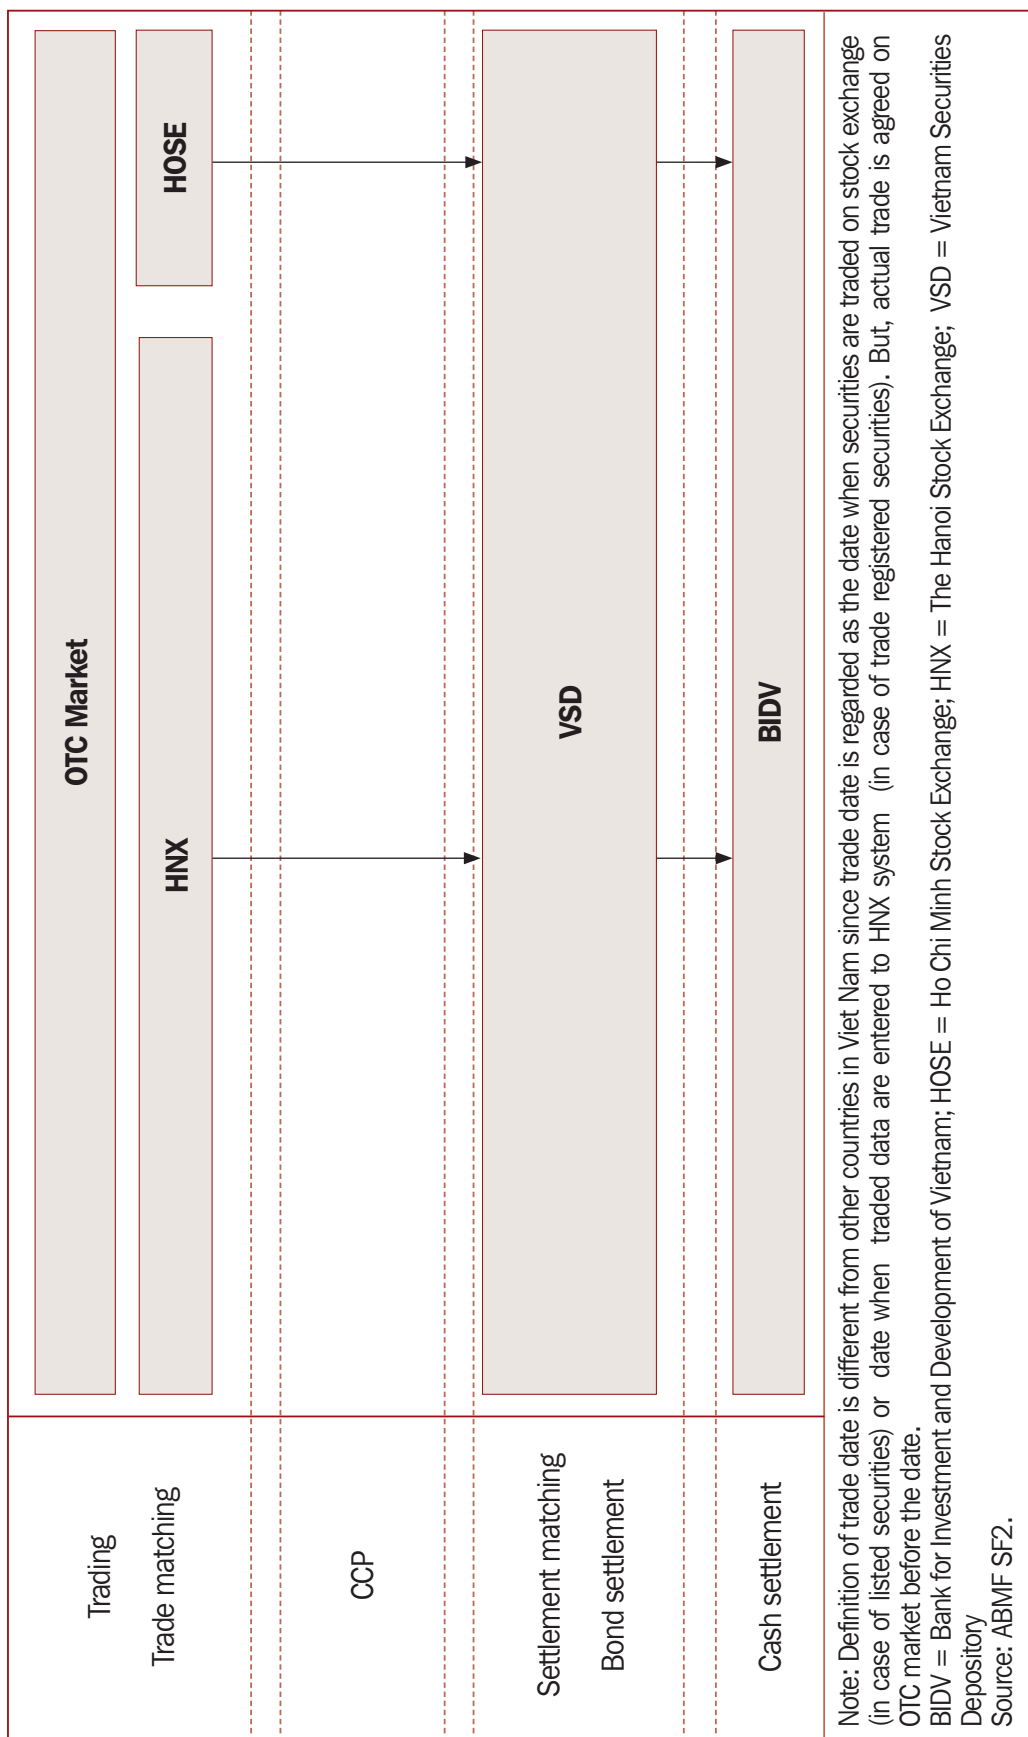 Trading
OTC Market
Trade matching
HNX
HOSE
CCP
Settlement matching
Bond settlement
VSD
Cash settlement
BIDV
Note: Definition of trade date is different from other countries in Viet Nam since trade date is regarded as the date when securities are traded on stock exchange
(in case of listed securities) or date when traded data are entered to HNX system (in case of trade registered securities). But, actual trade is agreed on
OTC market before the date.
BIDV = Bank for Investment and Development of Vietnam; HOSE = Ho Chi Minh Stock Exchange; HNX = The Hanoi Stock Exchange; VSD = Vietnam Securities
Depository
Source: ABMF SF2.